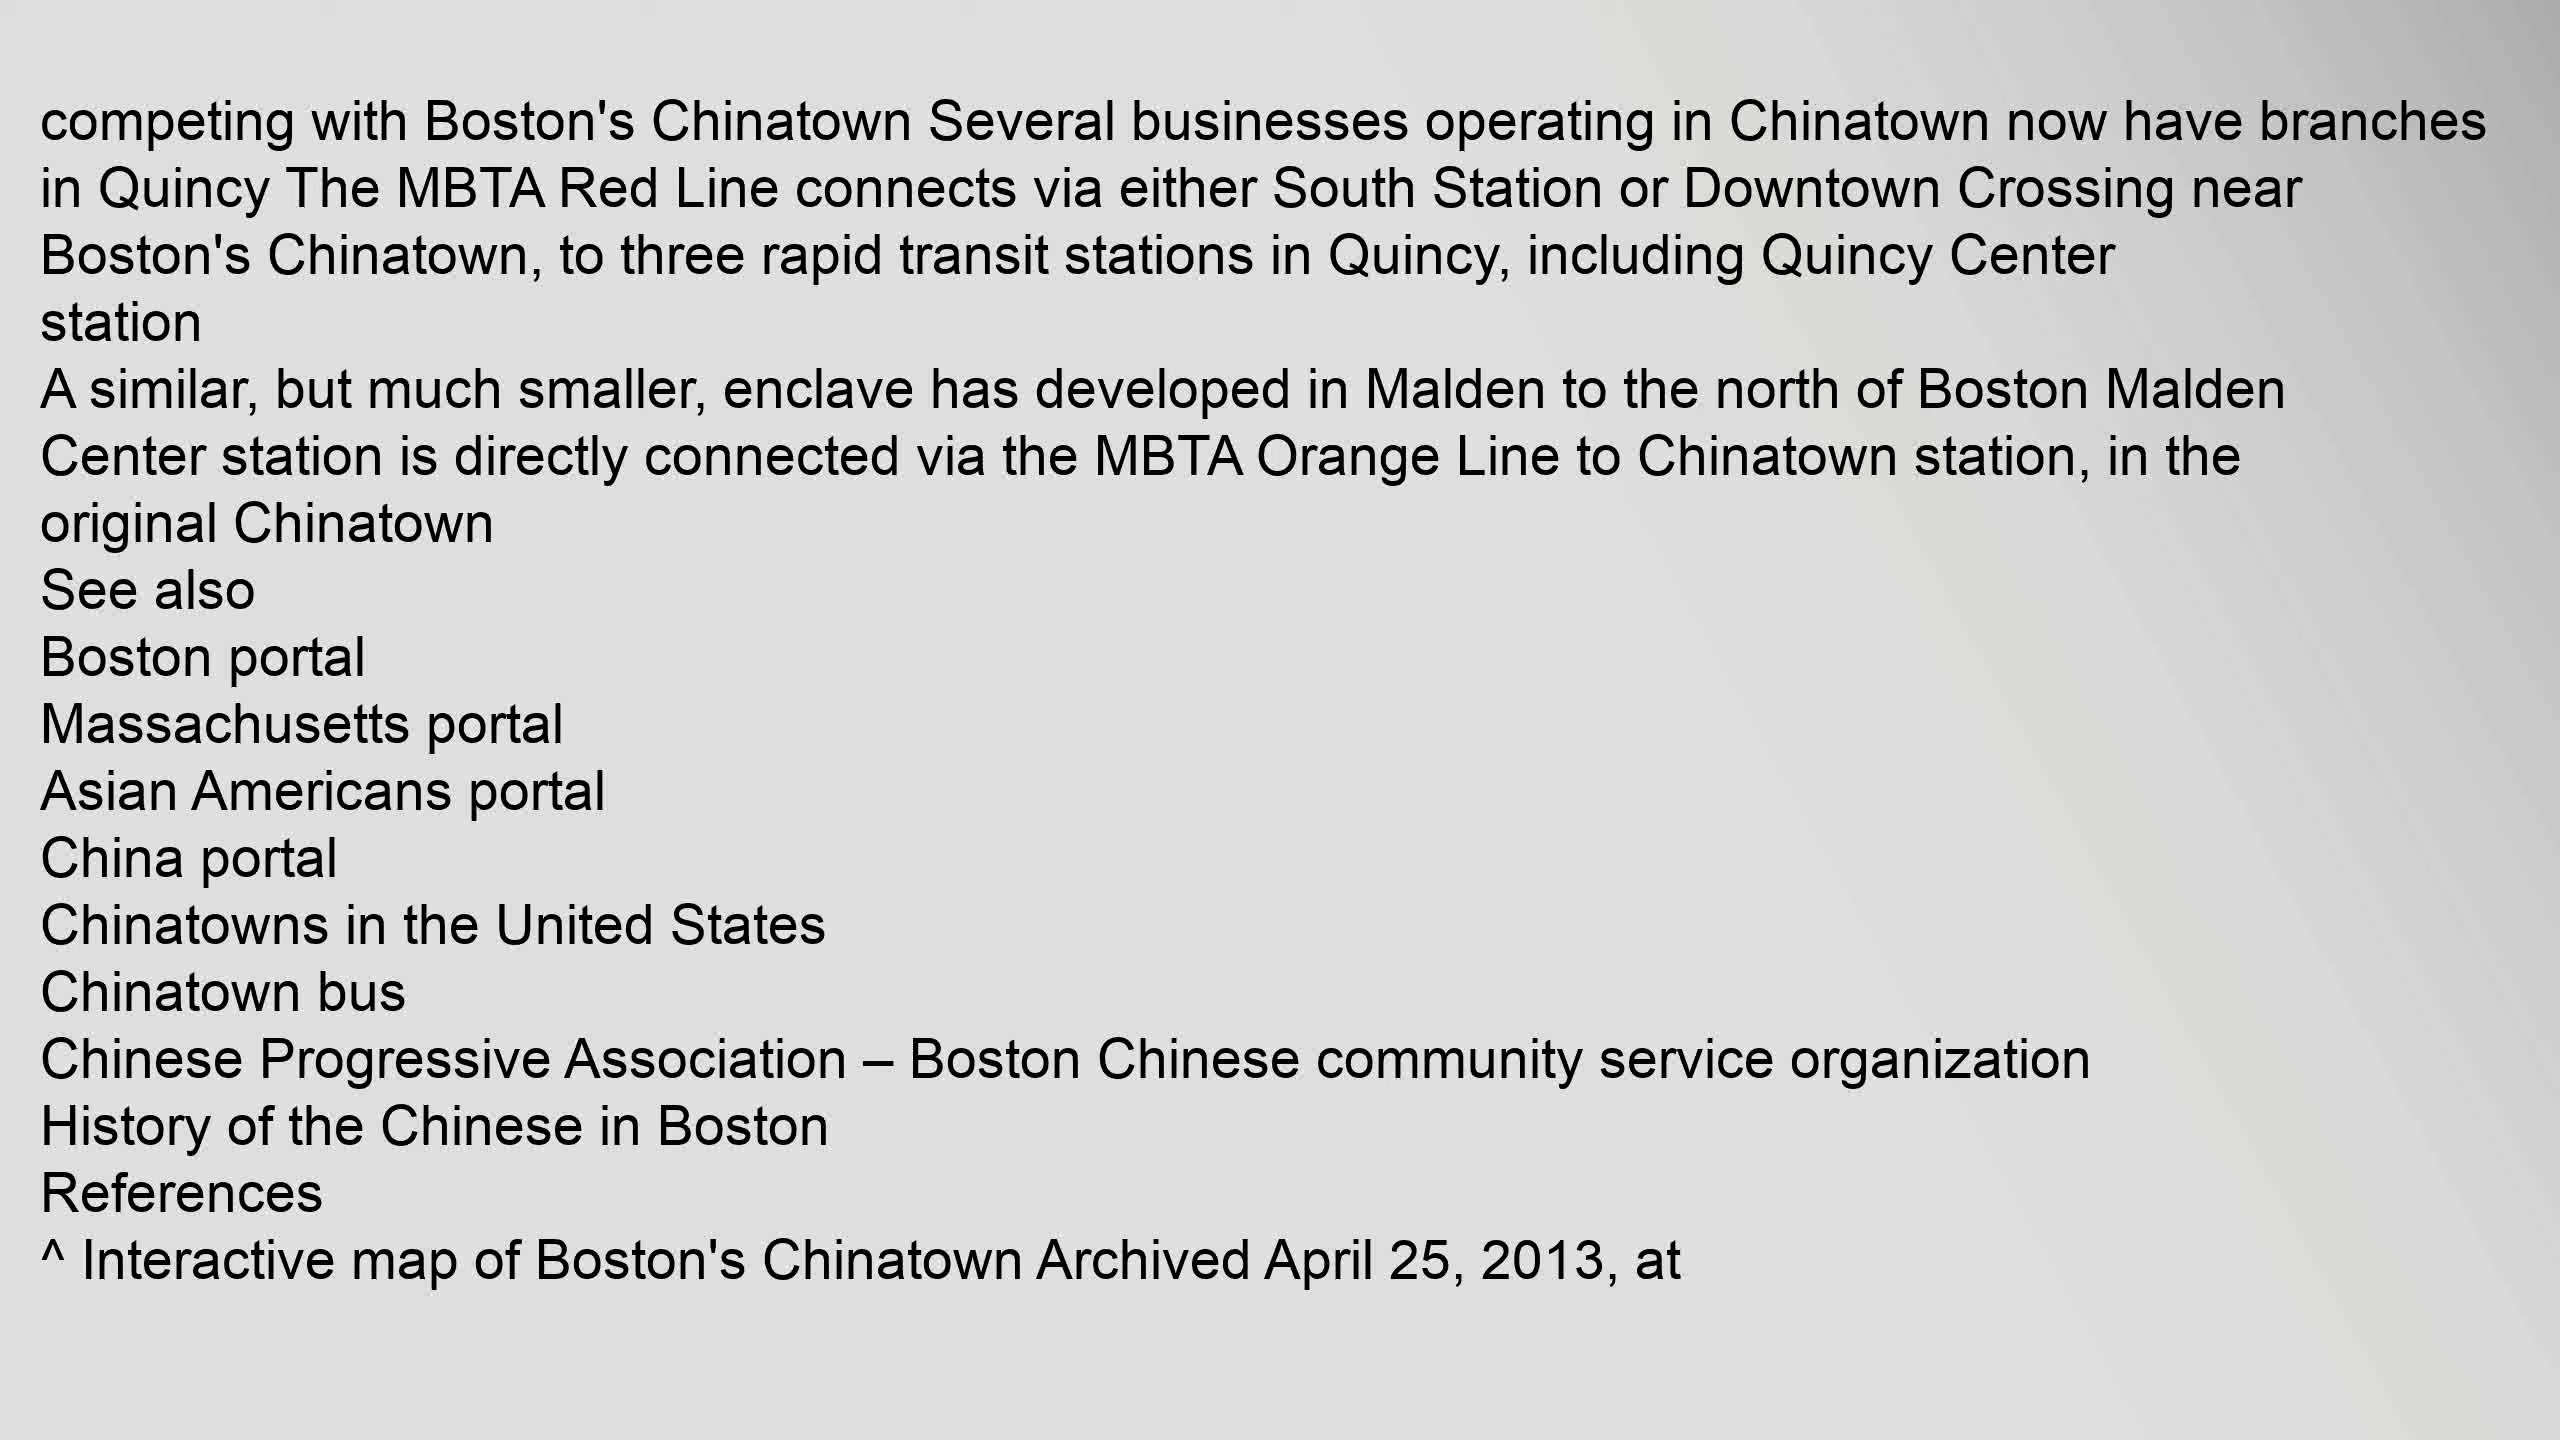 competing with Boston's Chinatown Several businesses operating in Chinatown now have branches
in Quincy The MBTA Red Line connects via either South Station or Downtown Crossing near
Boston's Chinatown, to three rapid transit stations in Quincy, including Quincy Center
station
A similar, but much smaller, enclave has developed in Malden to the north of Boston Malden
Center station is directly connected via the MBTA Orange Line to Chinatown station, in the
original Chinatown
See also
Boston portal
Massachusetts portal
Asian Americans portal
China portal
Chinatowns in the United States
Chinatown bus
Chinese Progressive Association – Boston Chinese community service organization
History of the Chinese in Boston
References
^ Interactive map of Boston's Chinatown Archived April 25, 2013, at